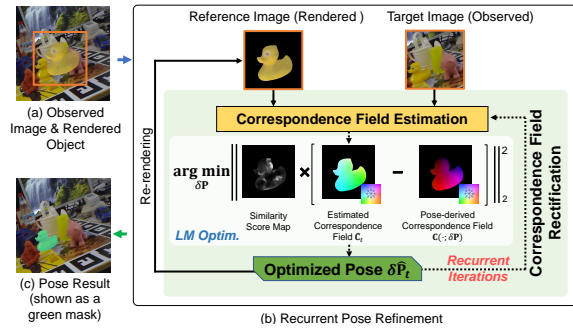 Reference Image (Rendered )
Target Image (Observed)
(a) Observed
Image & Rendered
Object
Re-rendering
Correspondence Field Estimation
Correspondence Field
Rectification
arg min
δP
2
2
Similarity
Score Map
Estimated
Correspondence
Field C_t
Pose-derived
Correspondence Field
C(·; δP)
LM Optim.
Optimized Pose δP̂_t
Recurrent
Iterations
(c) Pose Result
(shown as a
green mask)
(b) Recurrent Pose Refinement